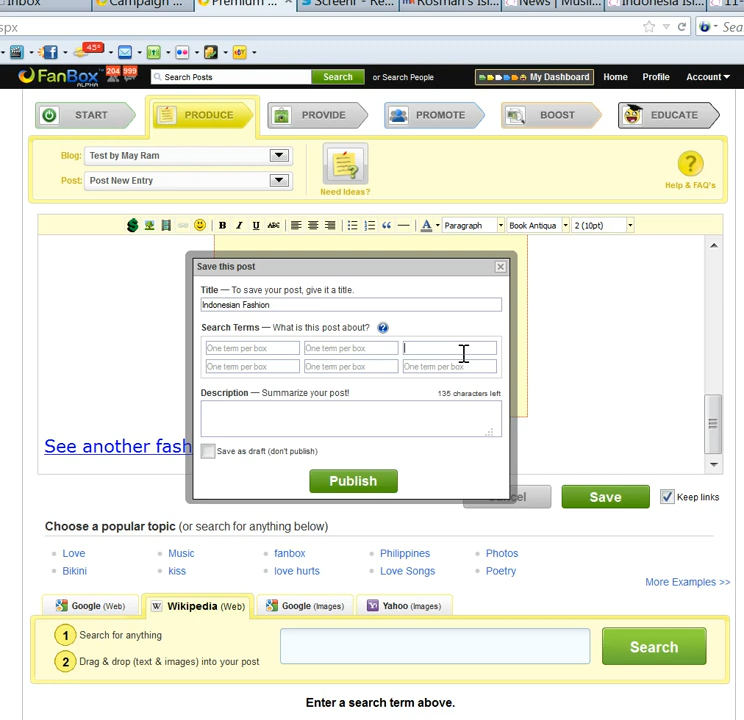 Inbox
Campaign ...
Premium ...
Screenr - Re...
Rosman's Isl...
News | Musli...
Indonesia Isl...
spx
Sea
45°
FanBox
ALPHA
204 999
Search Posts
Search
or Search People
My Dashboard
Home
Profile
Account
START
PRODUCE
PROVIDE
PROMOTE
BOOST
EDUCATE
Blog: Test by May Ram
Post: Post New Entry
Need Ideas?
Help & FAQ's
B I U ABC
A
Paragraph
Book Antiqua
2 (10pt)
Save this post
Title — To save your post, give it a title.
Indonesian Fashion
Search Terms — What is this post about?
One term per box
One term per box
One term per box
One term per box
One term per box
Description — Summarize your post!
135 characters left
See another fash
Save as draft (don't publish)
Publish
Cancel
Save
Keep links
Choose a popular topic (or search for anything below)
Love
Music
fanbox
Philippines
Photos
Bikini
kiss
love hurts
Love Songs
Poetry
More Examples >>
Google (Web)
W Wikipedia (Web)
Google (Images)
Yahoo (Images)
1 Search for anything
2 Drag & drop (text & images) into your post
Search
Enter a search term above.